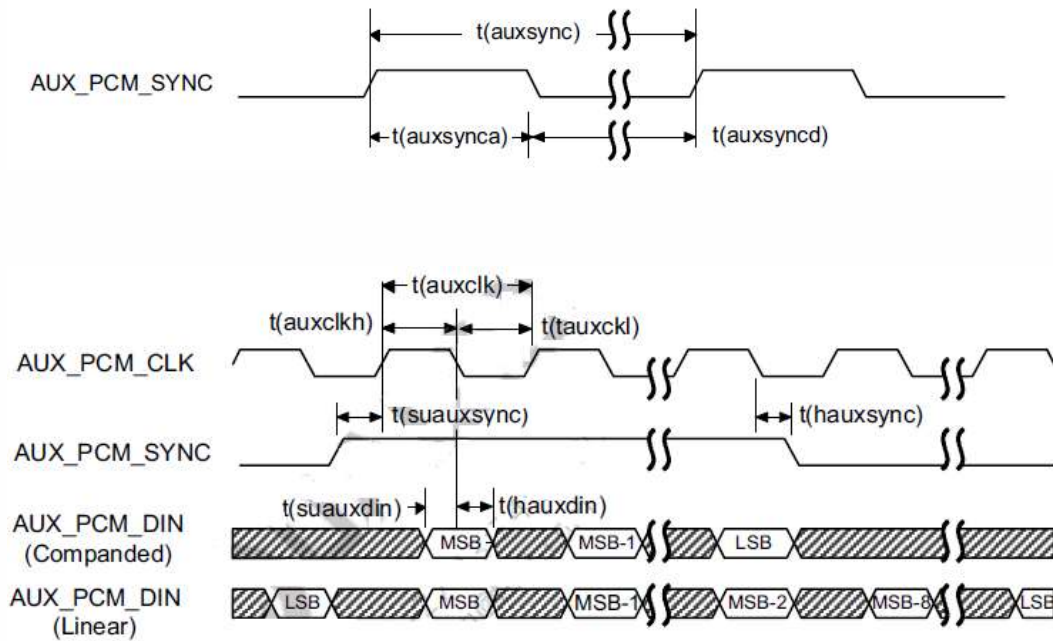 t(auxsync)
AUX_PCM_SYNC
t(auxsynca)
t(auxsyncd)
t(auxclk)
t(auxclkh)
t(tauxckl)
AUX_PCM_CLK
t(suauxsync)
t(hauxsync)
AUX_PCM_SYNC
t(suauxdin)
t(hauxdin)
AUX_PCM_DIN
(Companded)
MSB
MSB-1
LSB
AUX_PCM_DIN
(Linear)
LSB
MSB
MSB-1
MSB-2
MSB-8
LSB